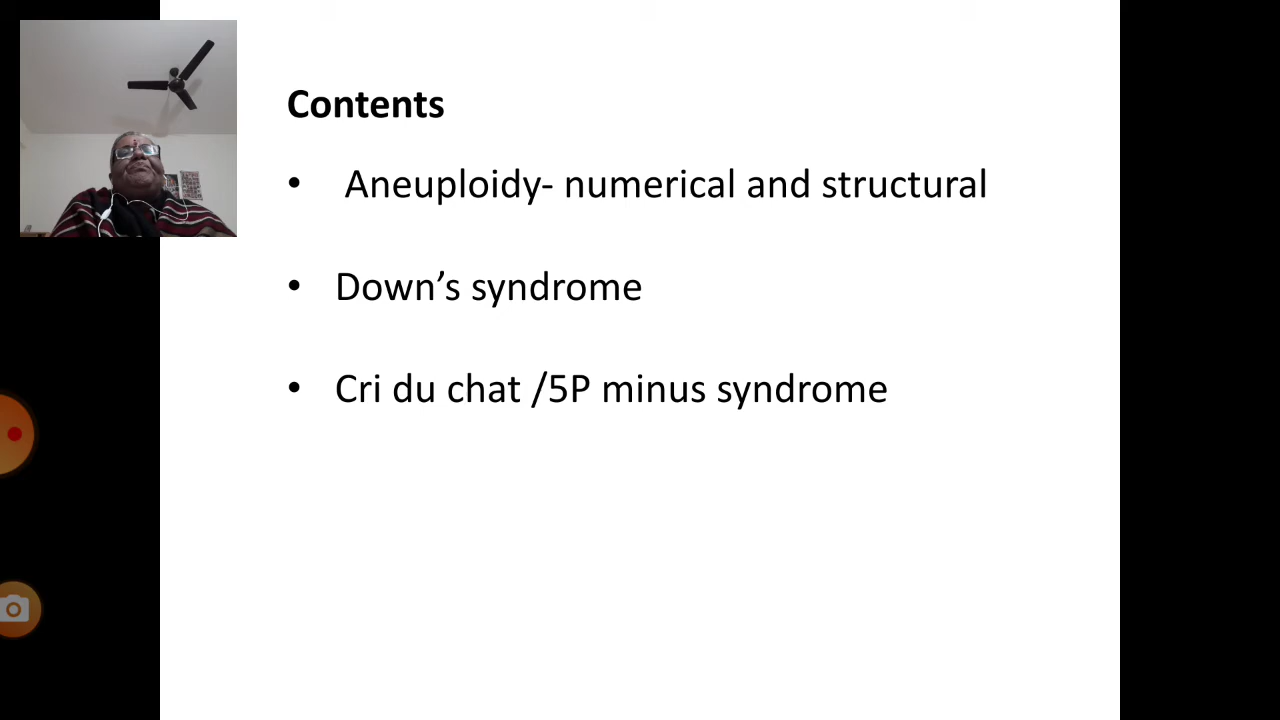 Contents
• Aneuploidy- numerical and structural
• Down’s syndrome
• Cri du chat /5P minus syndrome